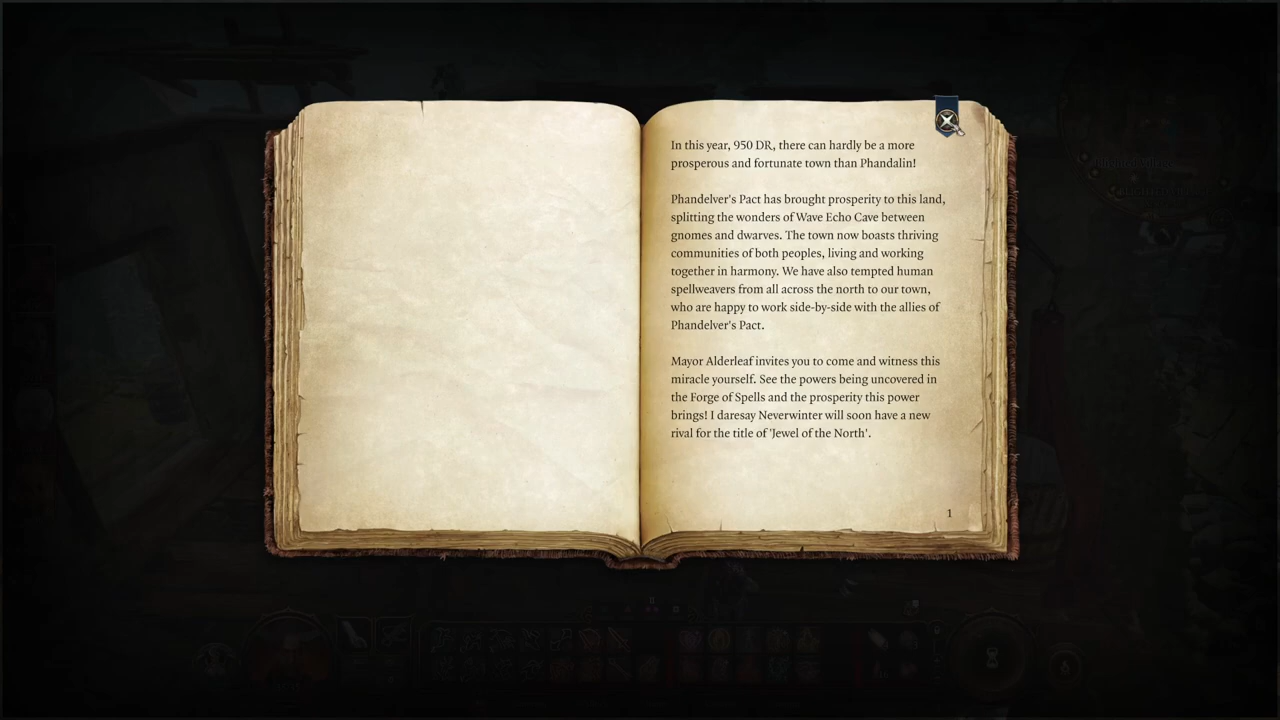 In this year, 950 DR, there can hardly be a more
prosperous and fortunate town than Phandalin!
Phandelver's Pact has brought prosperity to this land,
splitting the wonders of Wave Echo Cave between
gnomes and dwarves. The town now boasts thriving
communities of both peoples, living and working
together in harmony. We have also tempted human
spellweavers from all across the north to our town,
who are happy to work side-by-side with the allies of
Phandelver's Pact.
Mayor Alderleaf invites you to come and witness this
miracle yourself. See the powers being uncovered in
the Forge of Spells and the prosperity this power
brings! I daresay Neverwinter will soon have a new
rival for the title of 'Jewel of the North'.
1